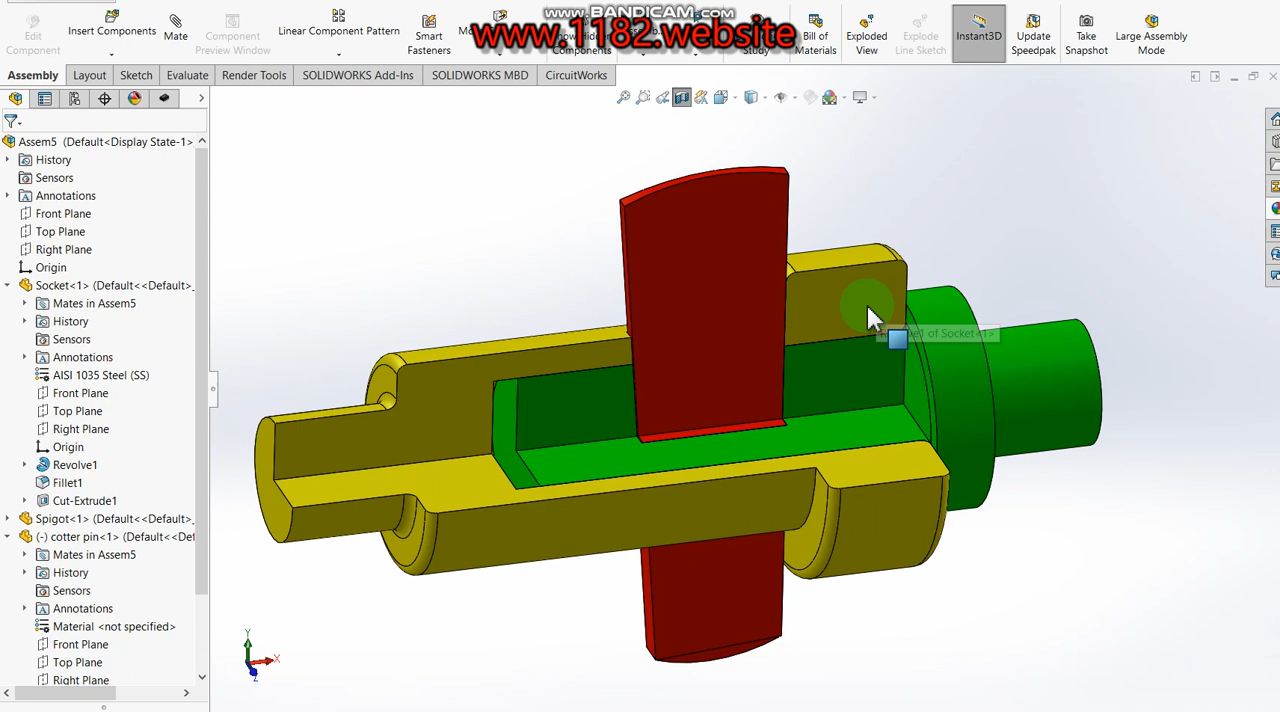 www.BANDICAM.com
www.1182.website
Edit Component
Insert Components
Mate
Component Preview Window
Linear Component Pattern
Smart Fasteners
Components
Study
Bill of Materials
Exploded View
Explode Line Sketch
Instant3D
Update Speedpak
Take Snapshot
Large Assembly Mode
Assembly Layout Sketch Evaluate Render Tools SOLIDWORKS Add-Ins SOLIDWORKS MBD CircuitWorks
Assem5 (Default<Display State-1>
History
Sensors
Annotations
Front Plane
Top Plane
Right Plane
Origin
Socket<1> (Default<<Default>_
Mates in Assem5
History
Sensors
Annotations
AISI 1035 Steel (SS)
Front Plane
Top Plane
Right Plane
Origin
Revolve1
Fillet1
Cut-Extrude1
Spigot<1> (Default<<Default>_
(-) cotter pin<1> (Default<<Def
Mates in Assem5
History
Sensors
Annotations
Material <not specified>
Front Plane
Top Plane
Right Plane
of Socket<1>
Y
X
Z